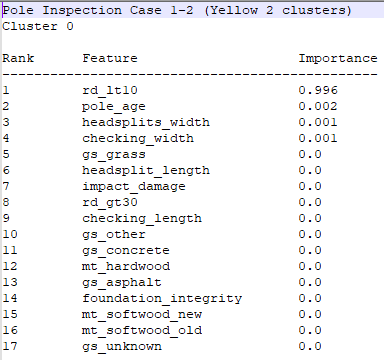 Pole Inspection Case 1-2 (Yellow 2 clusters)
Cluster 0
Rank Feature Importance
------------------------------------------------------
1 rd_lt10 0.996
2 pole_age 0.002
3 headsplits_width 0.001
4 checking_width 0.001
5 gs_grass 0.0
6 headsplit_length 0.0
7 impact_damage 0.0
8 rd_gt30 0.0
9 checking_length 0.0
10 gs_other 0.0
11 gs_concrete 0.0
12 mt_hardwood 0.0
13 gs_asphalt 0.0
14 foundation_integrity 0.0
15 mt_softwood_new 0.0
16 mt_softwood_old 0.0
17 gs_unknown 0.0